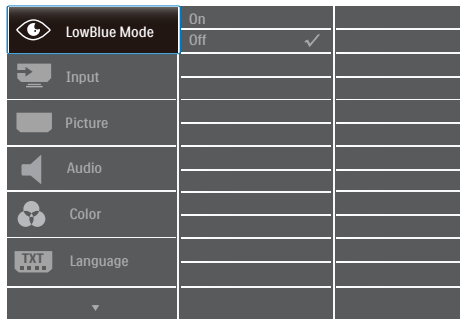 LowBlue Mode
On
Off
Input
Picture
Audio
Color
TXT
Language